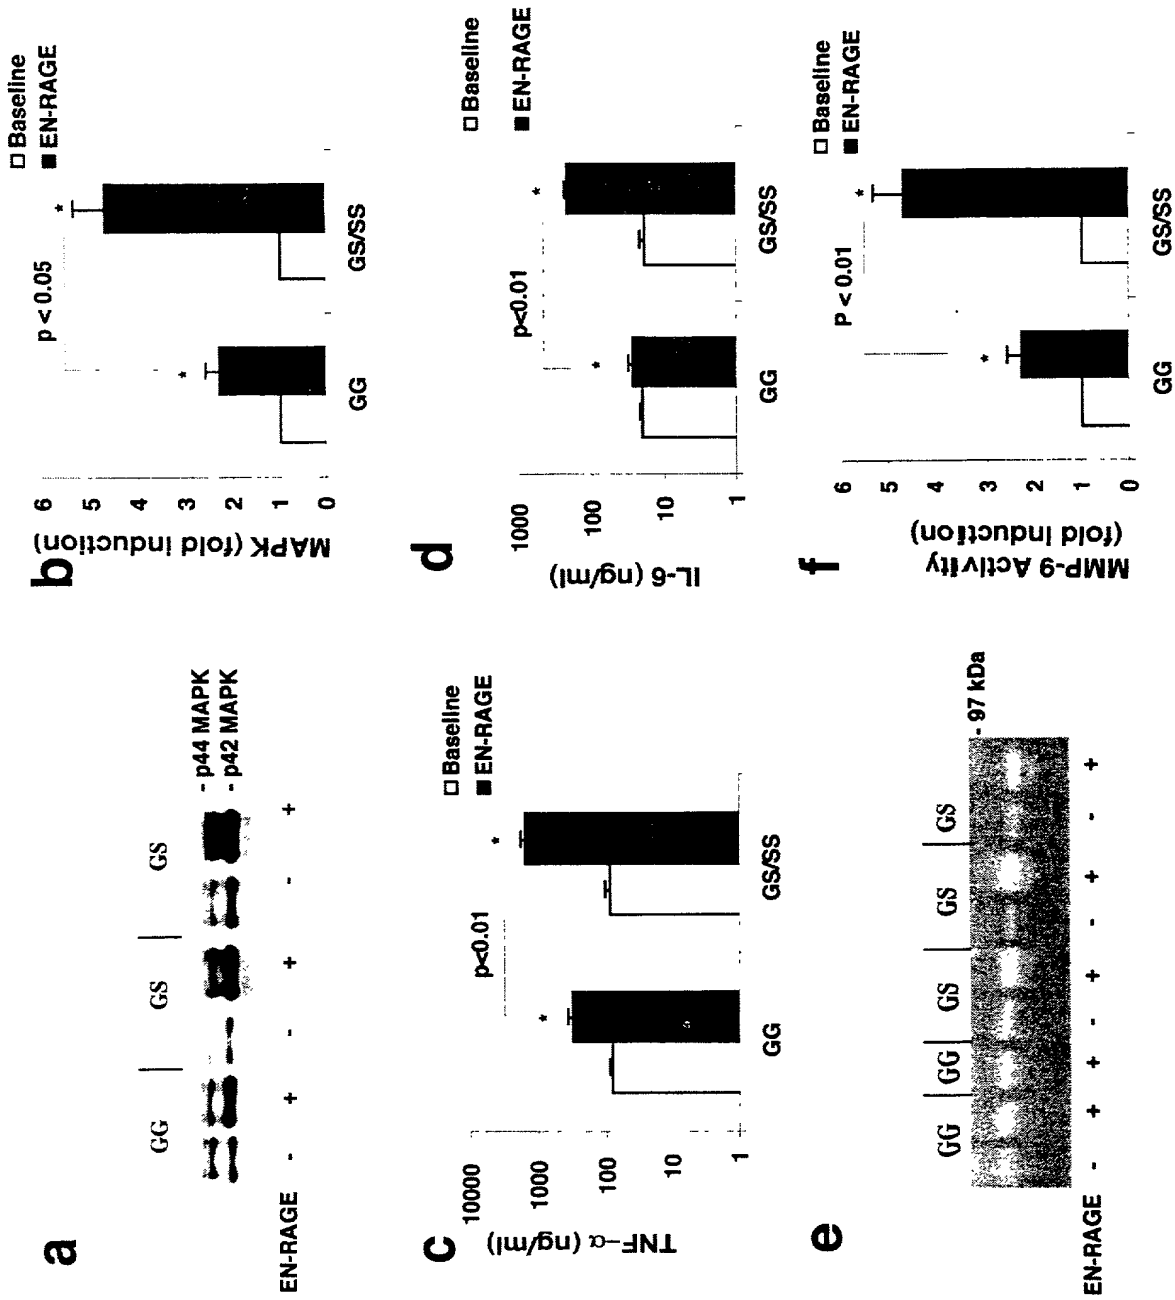 a
GG GS GS
- p44 MAPK
- p42 MAPK
EN-RAGE - + - + - +
b
Baseline
EN-RAGE
p < 0.05
*
*
MAPK (fold induction)
6
5
4
3
2
1
0
GG GS/SS
c
Baseline
EN-RAGE
p<0.01
*
*
TNF-α (ng/ml)
10000
1000
100
10
1
GG GS/SS
d
Baseline
EN-RAGE
p<0.01
*
*
IL-6 (ng/ml)
1000
100
10
1
GG GS/SS
e
GG GG GS GS GS
- 97 kDa
EN-RAGE - + + - + - + - +
f
Baseline
EN-RAGE
P < 0.01
*
*
MMP-9 Activity
(fold induction)
6
5
4
3
2
1
0
GG GS/SS